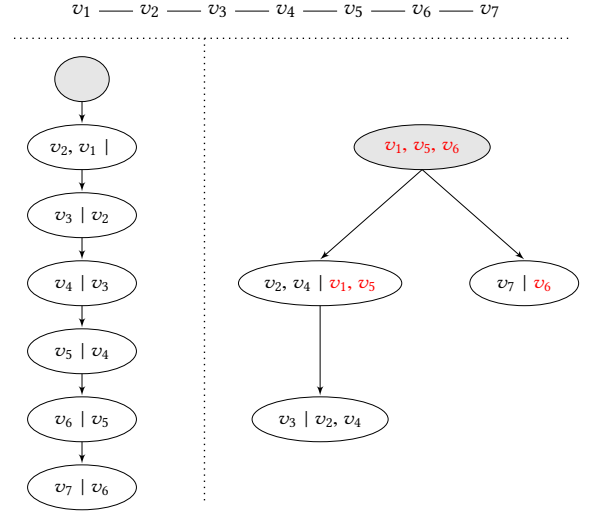 v₁ — v₂ — v₃ — v₄ — v₅ — v₆ — v₇
v₂, v₁ |
v₃ | v₂
v₄ | v₃
v₅ | v₄
v₆ | v₅
v₇ | v₆
v₁, v₅, v₆
v₂, v₄ | v₁, v₅
v₇ | v₆
v₃ | v₂, v₄